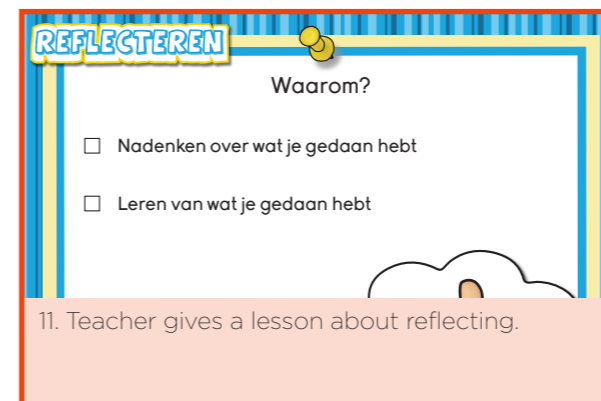 REFLECTEREN
Waarom?
Nadenken over wat je gedaan hebt
Leren van wat je gedaan hebt
11. Teacher gives a lesson about reflecting.